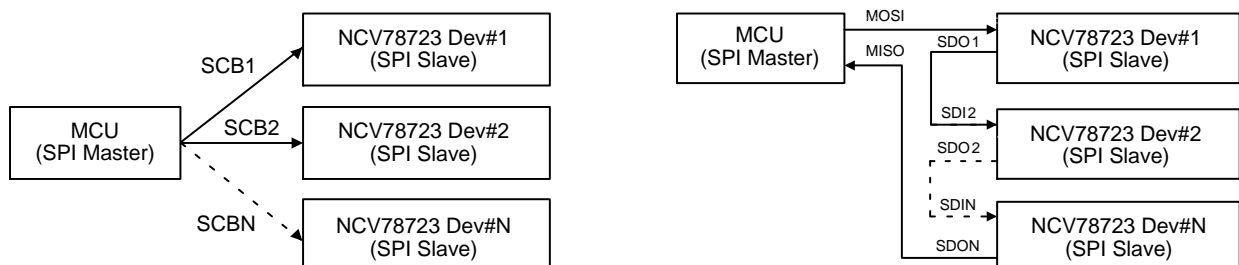 NCV78723 Dev#1
(SPI Slave)
SCB1
MCU
(SPI Master)
SCB2
NCV78723 Dev#2
(SPI Slave)
SCBN
NCV78723 Dev#N
(SPI Slave)
MCU
(SPI Master)
MOSI
MISO
NCV78723 Dev#1
(SPI Slave)
SDO1
SDI2
NCV78723 Dev#2
(SPI Slave)
SDO2
SDIN
NCV78723 Dev#N
(SPI Slave)
SDON